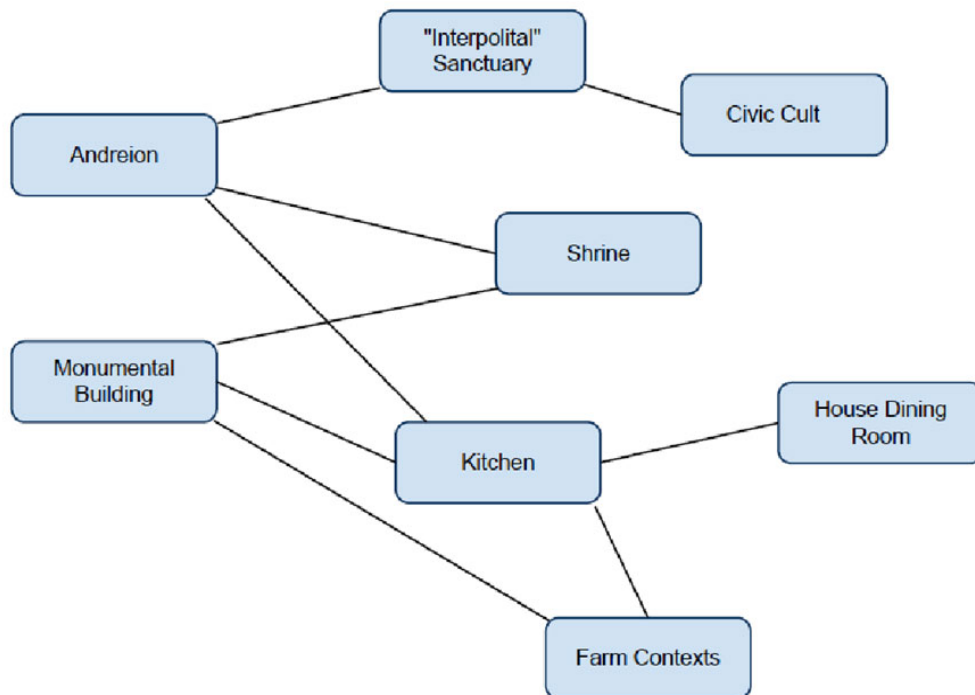 "Interpolital"
Sanctuary
Civic Cult
Andreion
Shrine
Monumental
Building
House Dining
Room
Kitchen
Farm Contexts